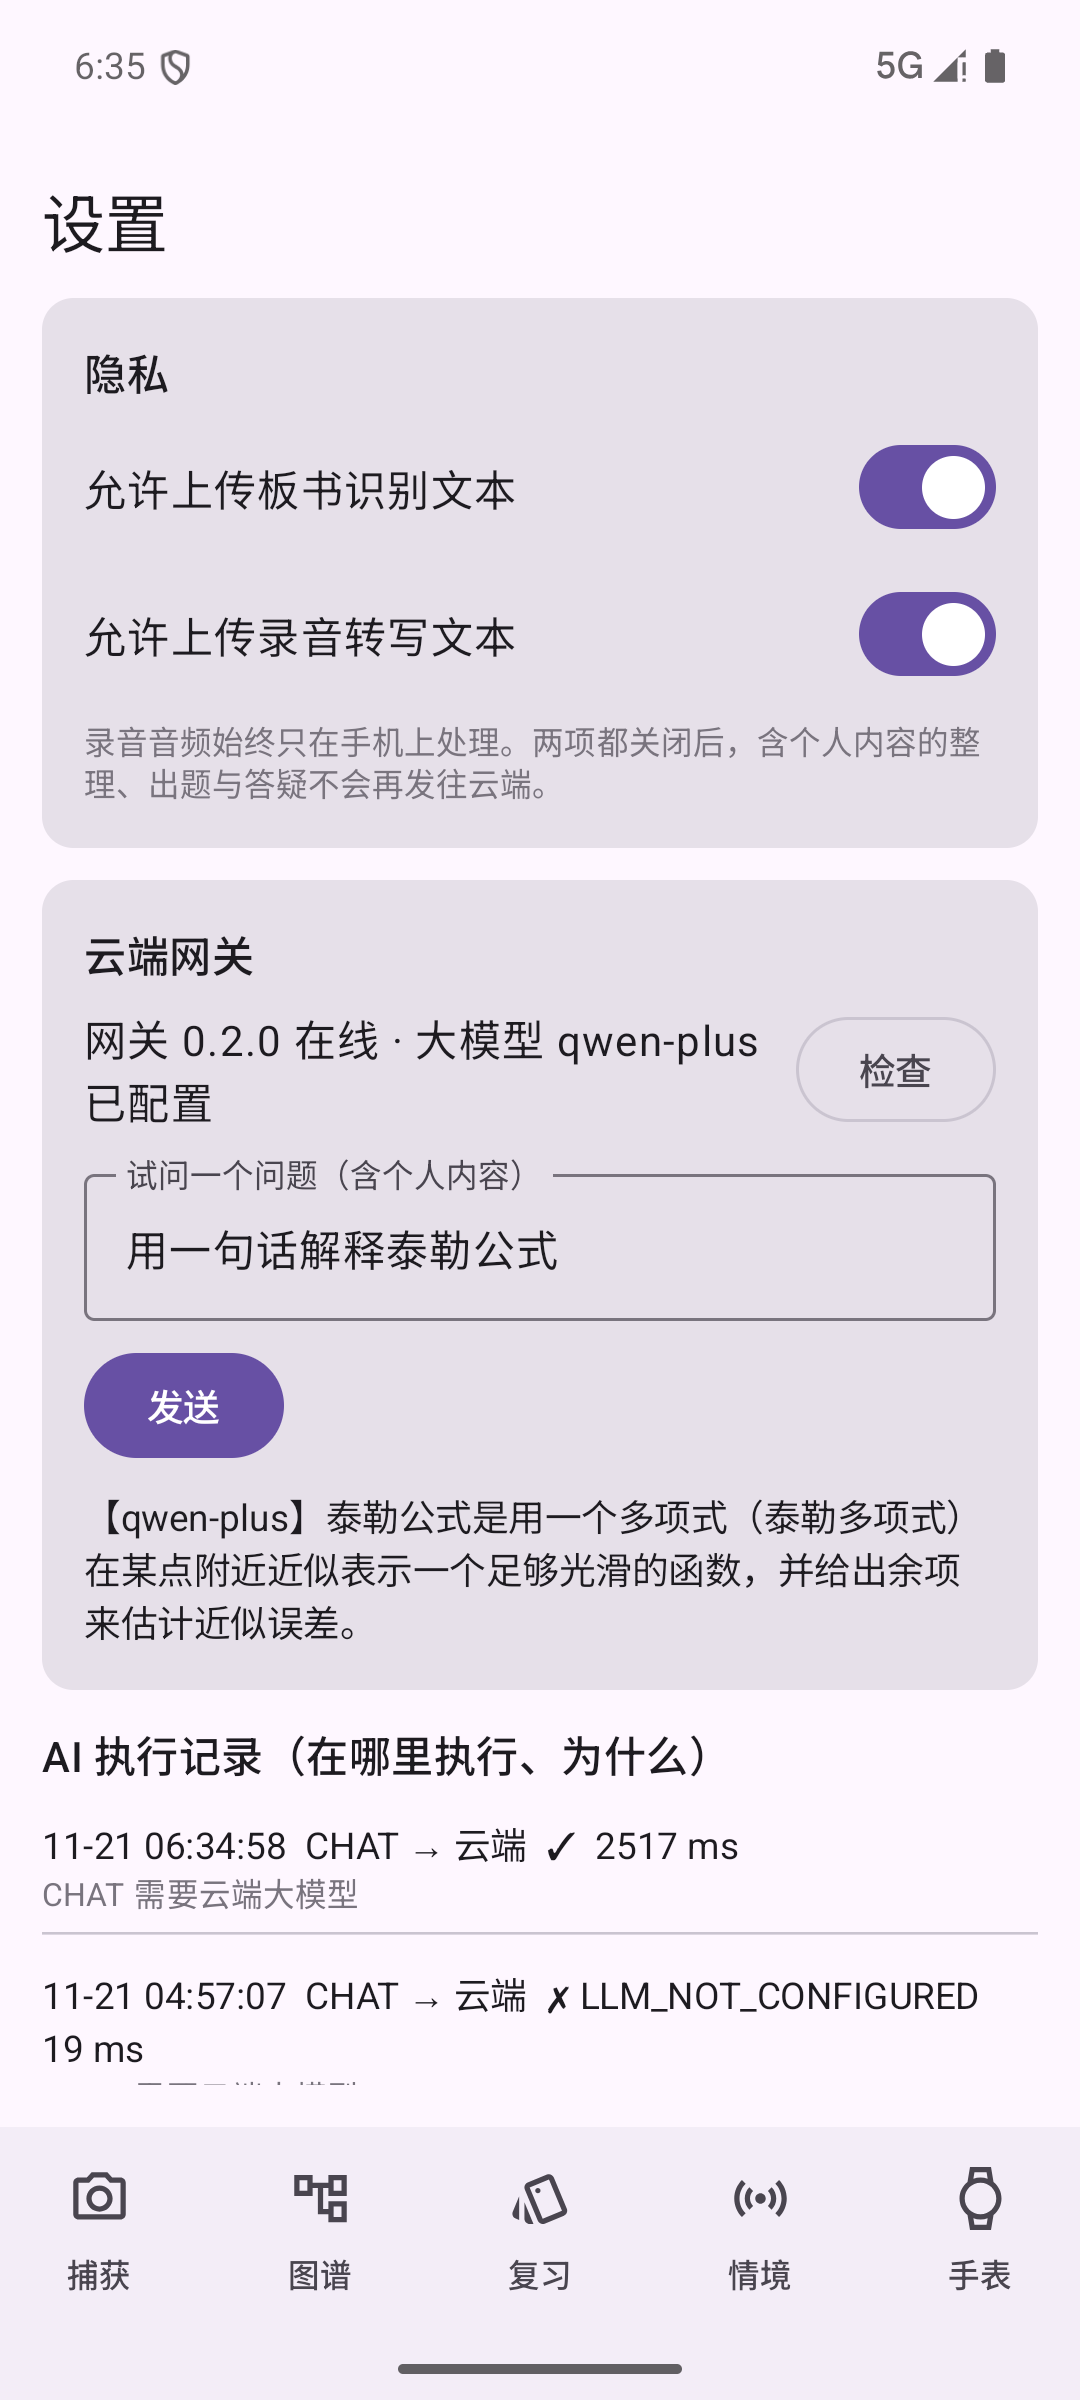 6:35
5G
设置
隐私
允许上传板书识别文本
允许上传录音转写文本
录音音频始终只在手机上处理。两项都关闭后，含个人内容的整
理、出题与答疑不会再发往云端。
云端网关
网关 0.2.0 在线 · 大模型 qwen-plus
已配置
检查
试问一个问题（含个人内容）
用一句话解释泰勒公式
发送
【qwen-plus】泰勒公式是用一个多项式（泰勒多项式）
在某点附近近似表示一个足够光滑的函数，并给出余项
来估计近似误差。
AI 执行记录（在哪里执行、为什么）
11-21 06:34:58 CHAT → 云端 ✓ 2517 ms
CHAT 需要云端大模型
11-21 04:57:07 CHAT → 云端 ✗ LLM_NOT_CONFIGURED
19 ms
捕获
图谱
复习
情境
手表